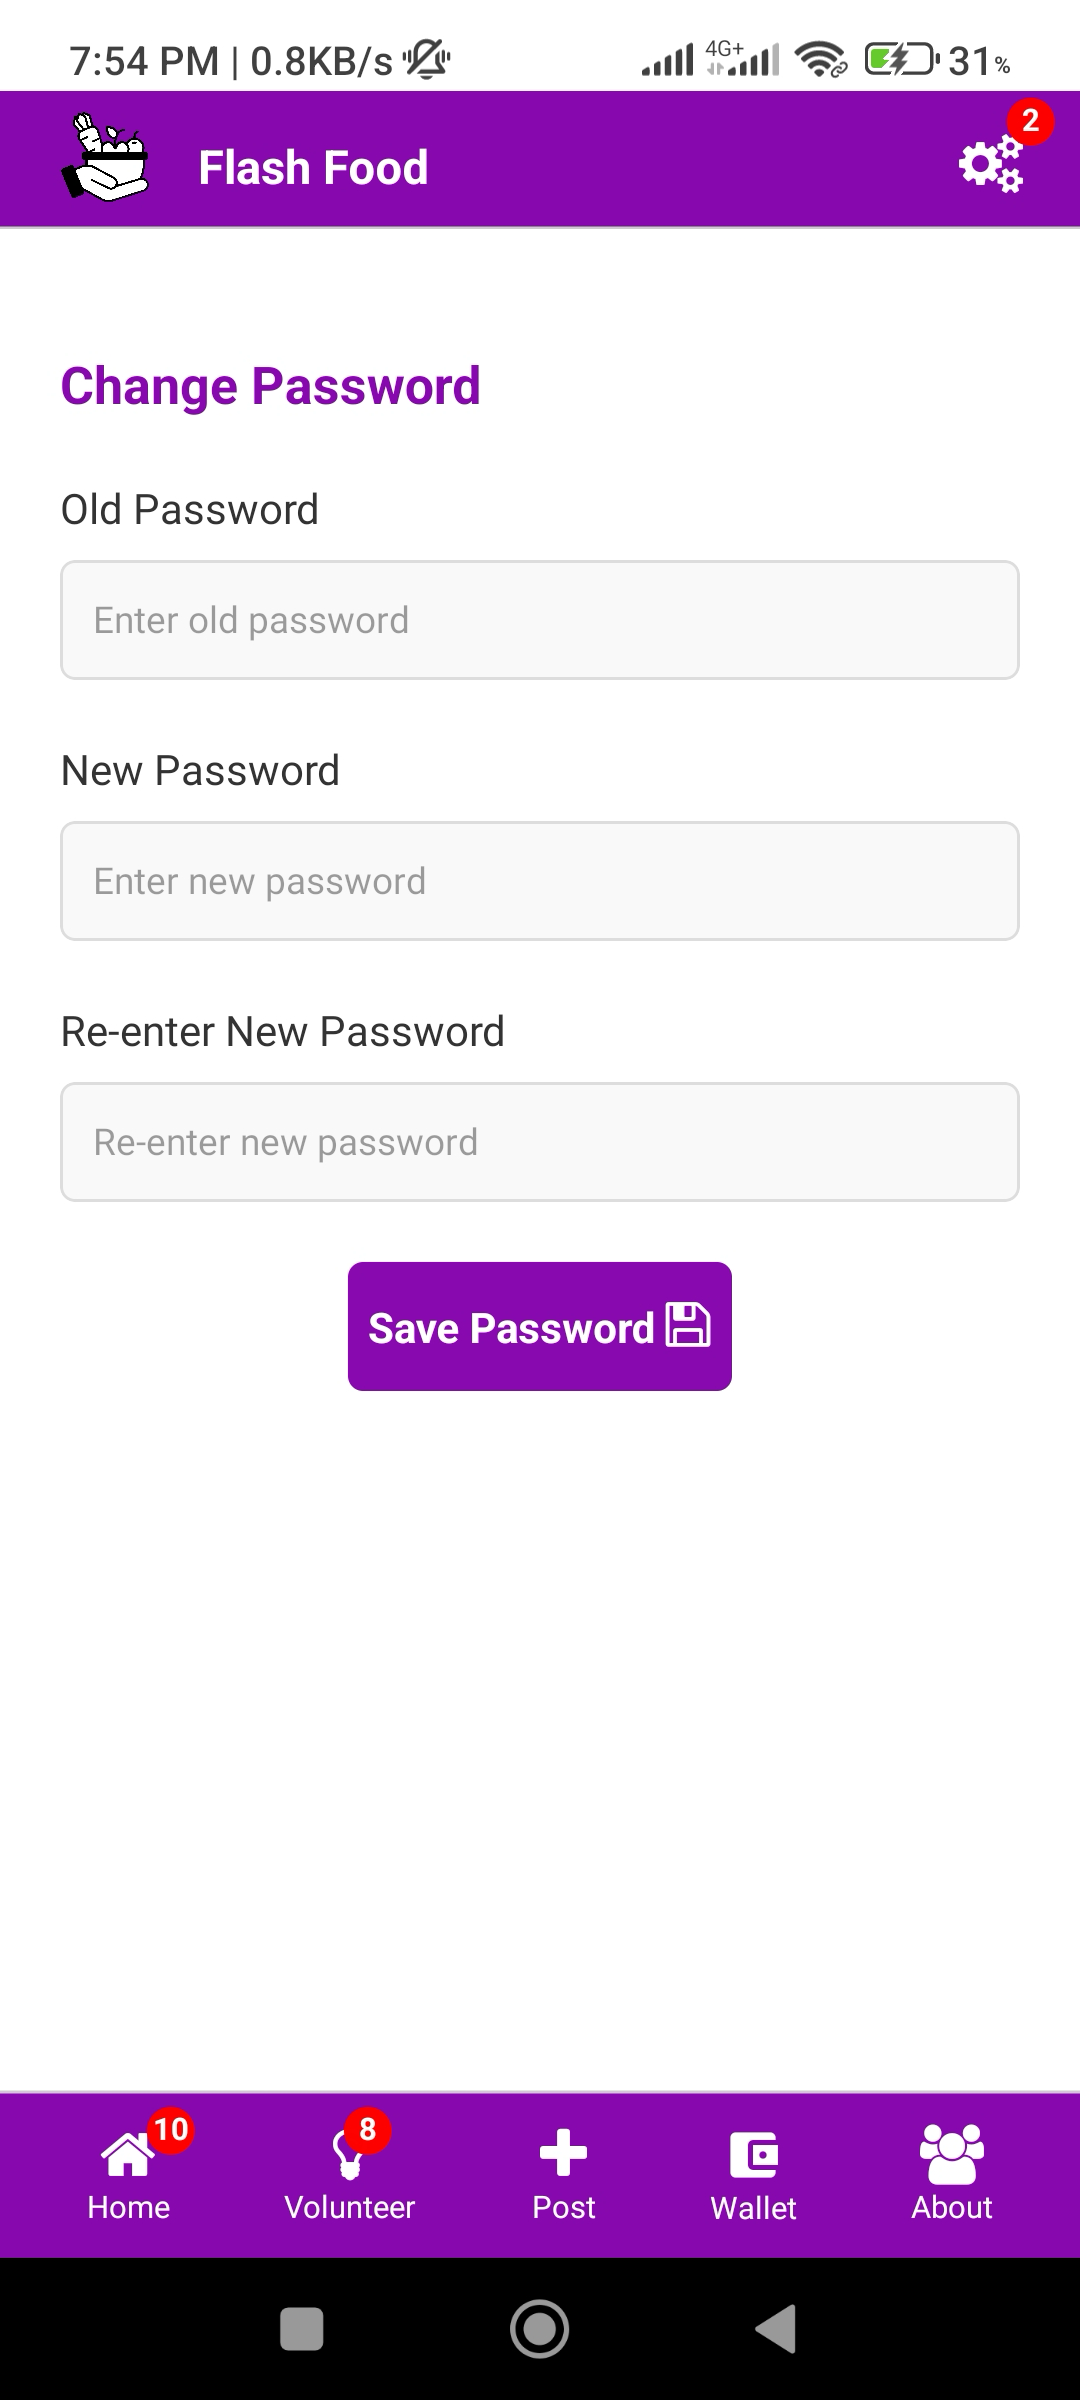 7:54 PM | 0.8KB/s 4G+ 31%
2
Flash Food
Change Password
Old Password
Enter old password
New Password
Enter new password
Re-enter New Password
Re-enter new password
Save Password
10 8
Home Volunteer Post Wallet About